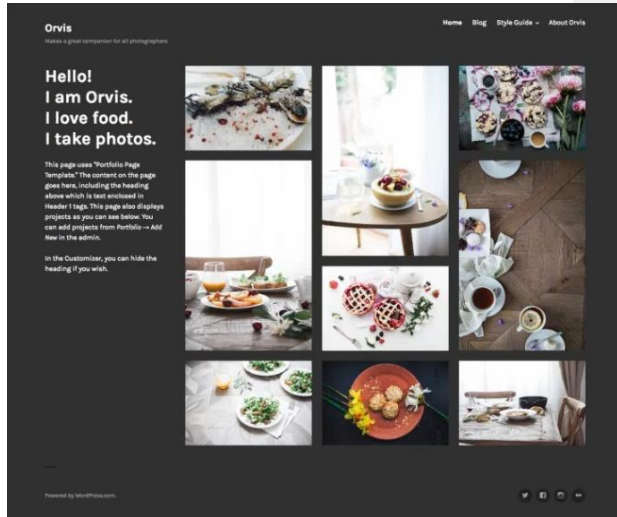 Orvis
Makes a great companion for all photographers
Home Blog Style Guide About Orvis
Hello!
I am Orvis.
I love food.
I take photos.
This page uses "Portfolio Page
Template." The content on the page
goes here, including the heading
above which is text enclosed in
Header 1 tags. This page also displays
projects as you can see below. You
can add projects from Portfolio → Add
New in the admin.
In the Customizer, you can hide the
heading if you wish.
Powered by WordPress.com.